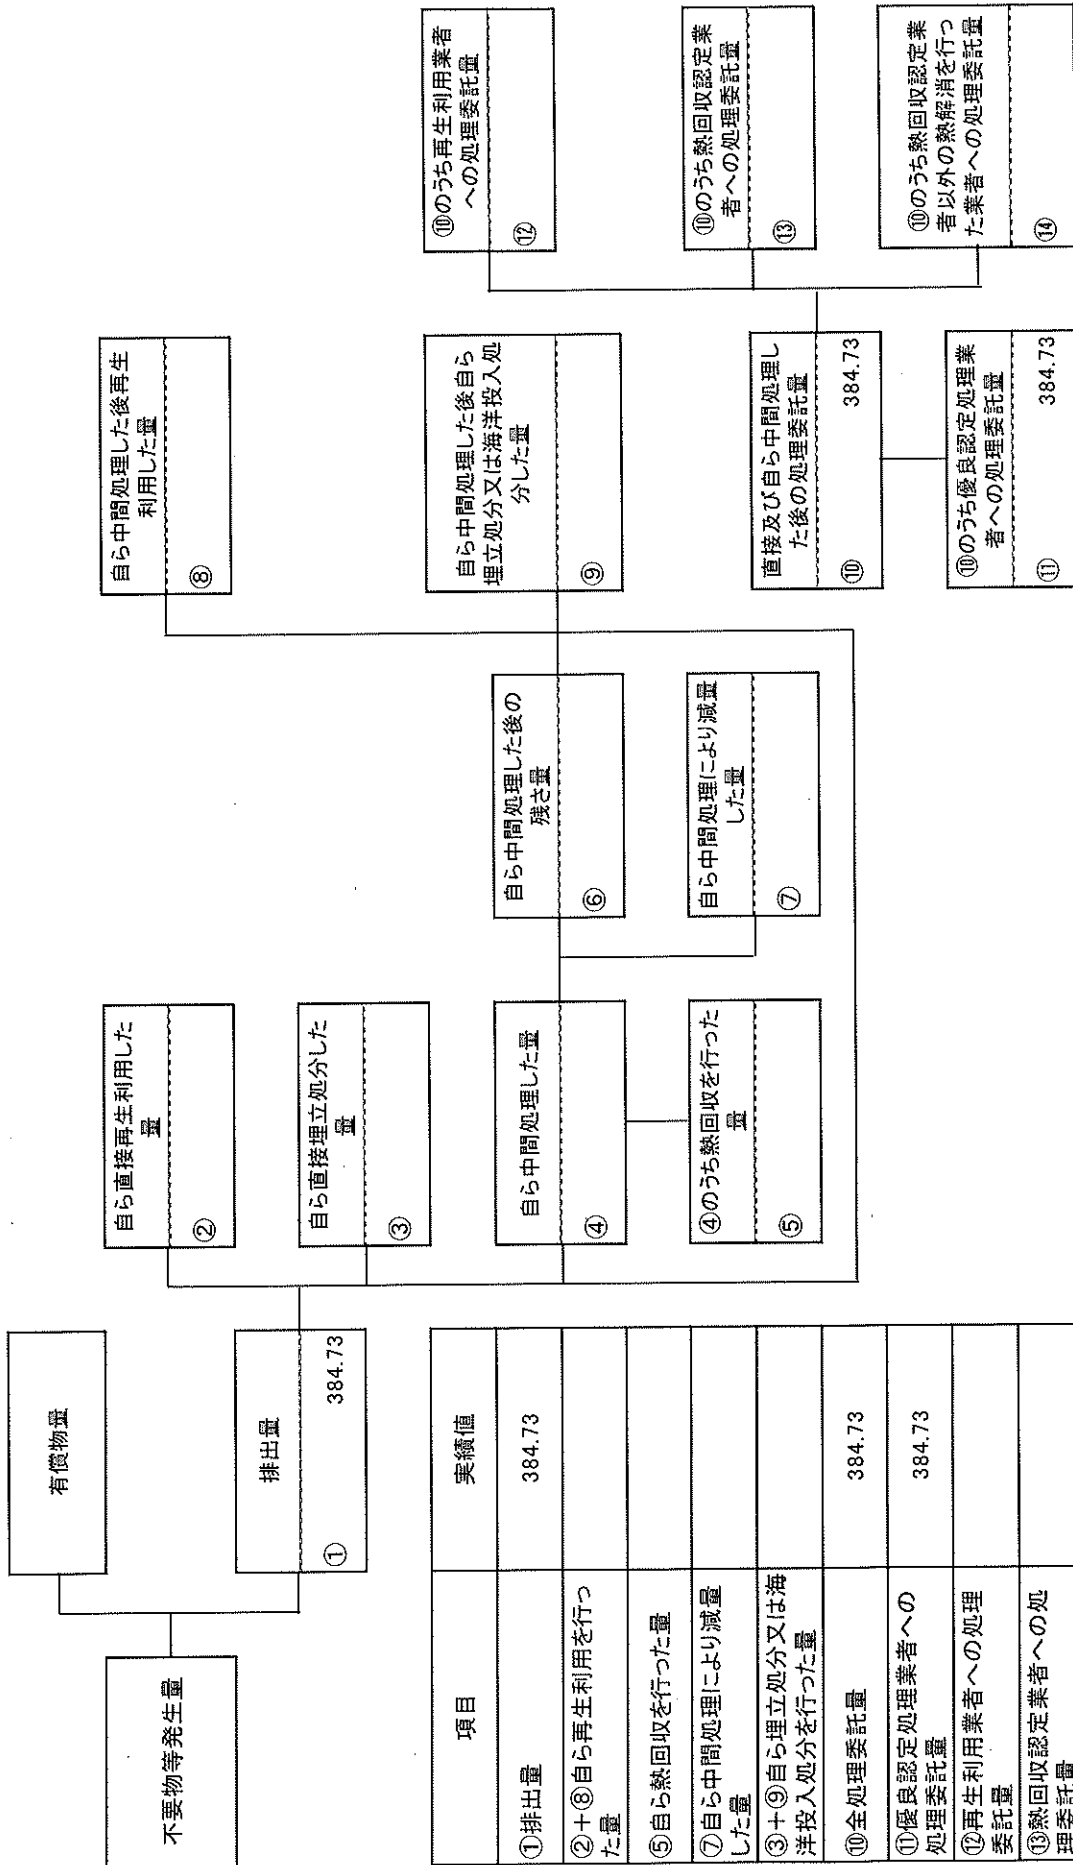 不要物等発生量
有償物量
排出量
① 384.73
自ら直接再生利用した
量
②
自ら直接埋立処分した
量
③
自ら中間処理した量
④
④のうち熱回収を行った
量
⑤
自ら中間処理した後の
残さ量
⑥
自ら中間処理により減量
した量
⑦
自ら中間処理した後再生
利用した量
⑧
自ら中間処理した後自ら
埋立処分又は海洋投入処
分した量
⑨
直接及び自ら中間処理し
た後の処理委託量
⑩ 384.73
⑩のうち優良認定処理業
者への処理委託量
⑪ 384.73
⑩のうち再生利用業者
への処理委託量
⑫
⑩のうち熱回収認定業
者への処理委託量
⑬
⑩のうち熱回収認定業
者以外の熱解消を行っ
た業者への処理委託量
⑭
項目 実績値
①排出量 384.73
②+⑧自ら再生利用を行っ
た量
⑤自ら熱回収を行った量
⑦自ら中間処理により減量
した量
③+⑨自ら埋立処分又は海
洋投入処分を行った量
⑩全処理委託量 384.73
⑪優良認定処理業者への
処理委託量 384.73
⑫再生利用業者への処理
委託量
⑬熱回収認定業者への処
理委託量